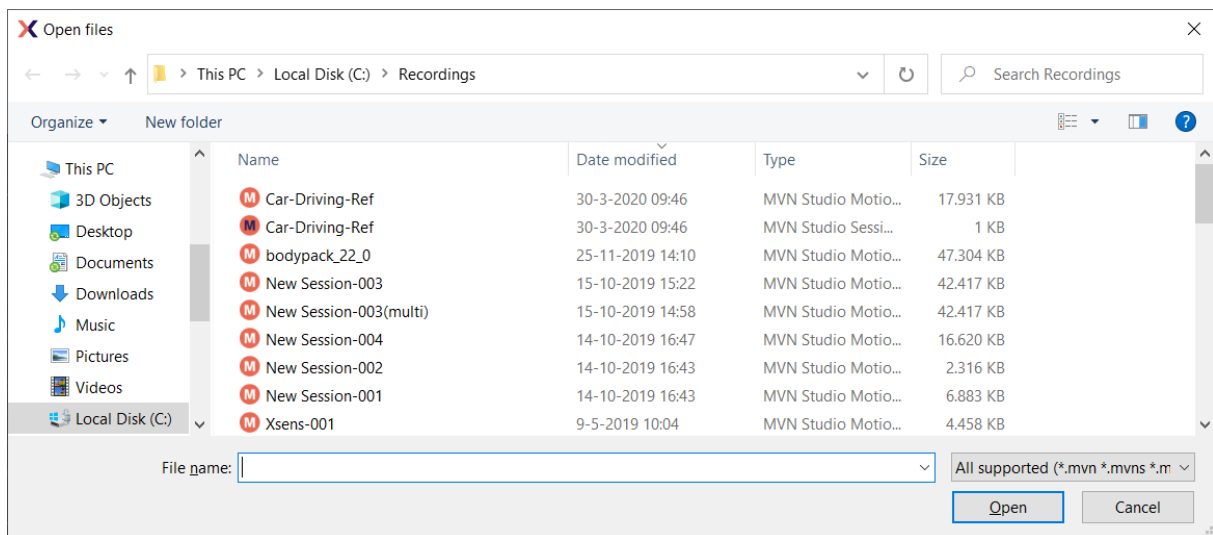 Open files
This PC > Local Disk (C:) > Recordings
Search Recordings
Organize
New folder
This PC
3D Objects
Desktop
Documents
Downloads
Music
Pictures
Videos
Local Disk (C:)
Name Date modified Type Size
M Car-Driving-Ref 30-3-2020 09:46 MVN Studio Motio... 17.931 KB
M Car-Driving-Ref 30-3-2020 09:46 MVN Studio Sessi... 1 KB
M bodypack_22_0 25-11-2019 14:10 MVN Studio Motio... 47.304 KB
M New Session-003 15-10-2019 15:22 MVN Studio Motio... 42.417 KB
M New Session-003(multi) 15-10-2019 14:58 MVN Studio Motio... 42.417 KB
M New Session-004 14-10-2019 16:47 MVN Studio Motio... 16.620 KB
M New Session-002 14-10-2019 16:43 MVN Studio Motio... 2.316 KB
M New Session-001 14-10-2019 16:43 MVN Studio Motio... 6.883 KB
M Xsens-001 9-5-2019 10:04 MVN Studio Motio... 4.458 KB
File name:
All supported (*.mvn *.mvns *.m
Open
Cancel